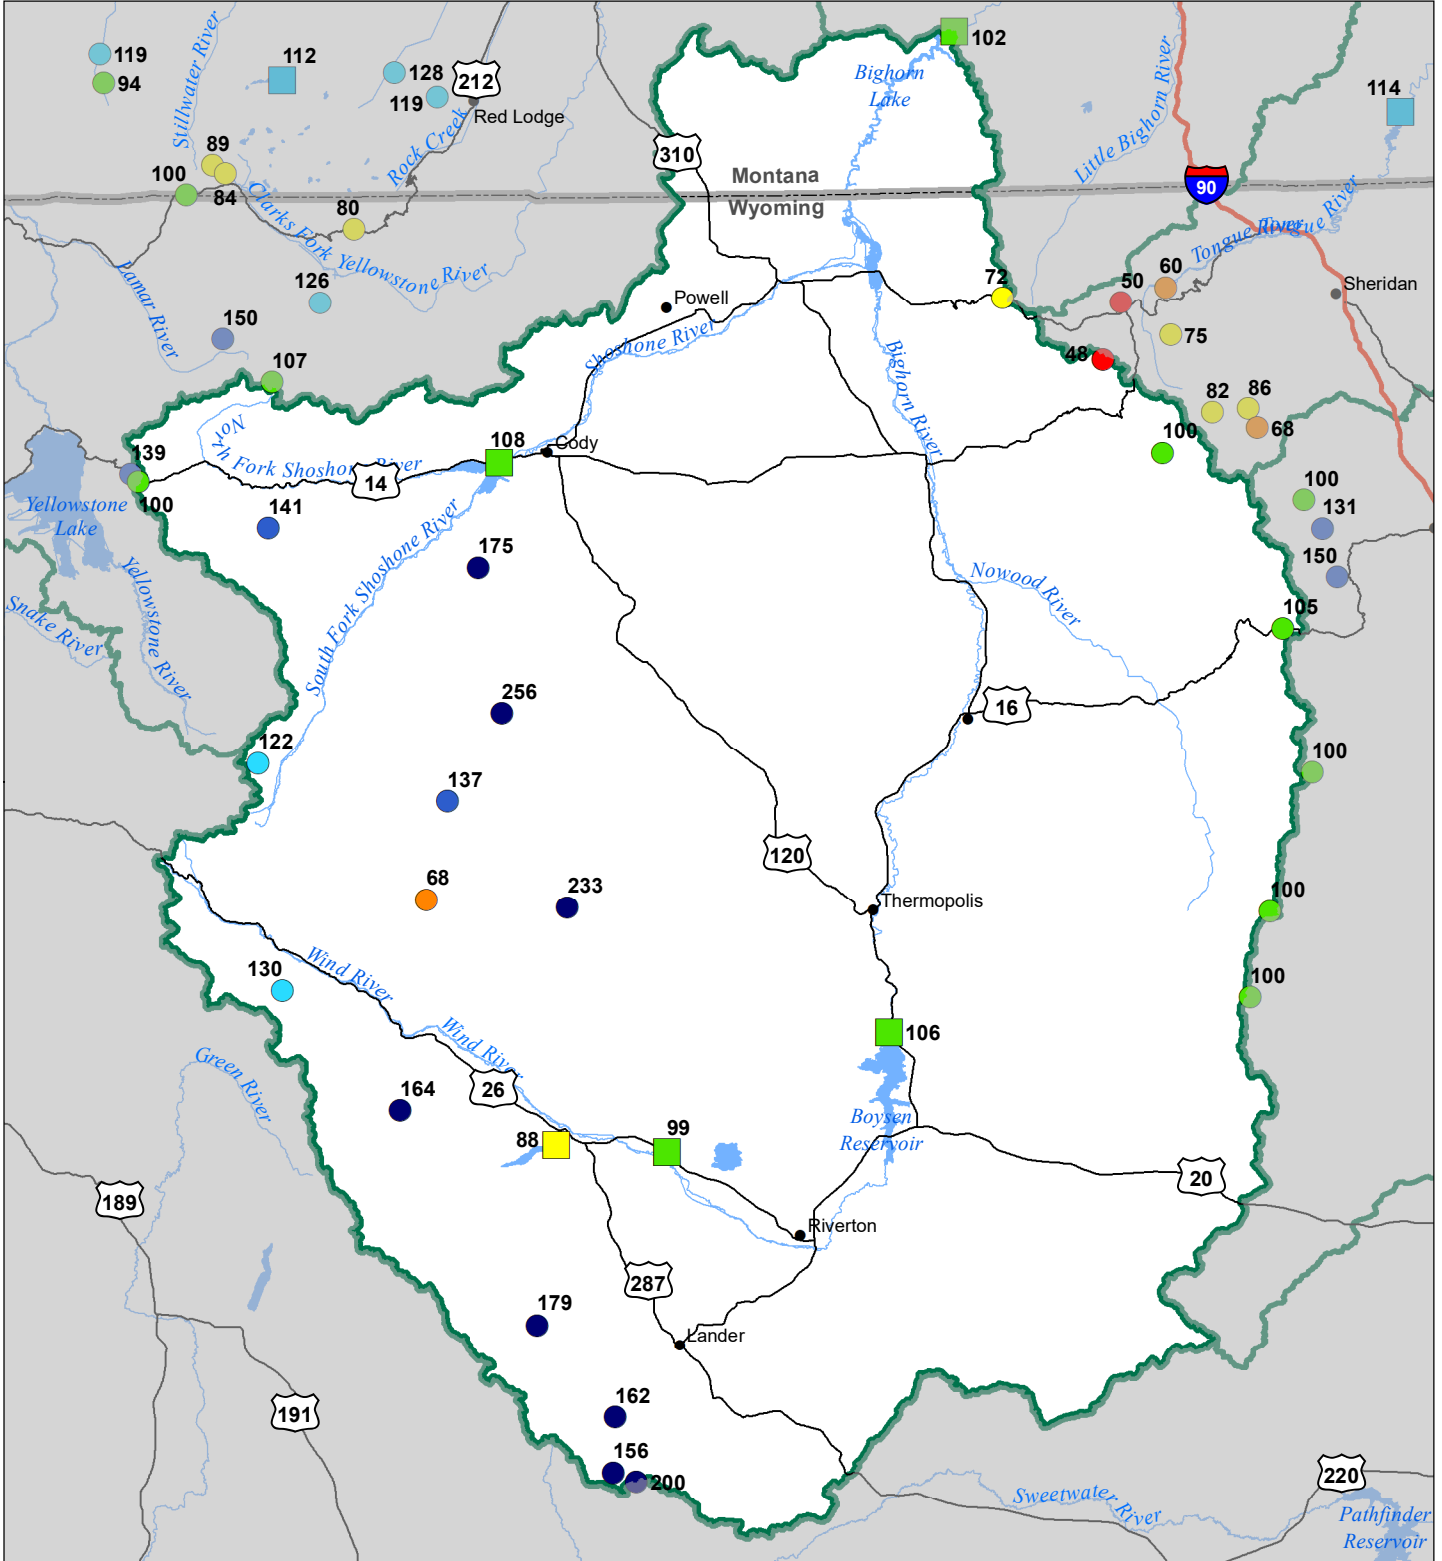 119
94
Stillwater River
112
128
119
212
Red Lodge
Rock Creek
89
100
84
80
Clarks Fork Yellowstone River
126
Lamar River
150
107
102
Bighorn
Lake
310
Montana
Wyoming
Little Bighorn River
114
90
Tongue River
Tongue River
Sheridan
72
50
60
75
48
82
86
68
100
100
131
150
105
Powell
Shoshone River
Bighorn River
108
Cody
North Fork Shoshone River
14
139
100
Yellowstone
Lake
141
175
South Fork Shoshone River
Yellowstone River
Snake River
Nowood River
256
16
122
137
100
120
68
233
Thermopolis
100
100
Wind River
130
Wind River
106
Green River
26
164
88
99
Boysen
Reservoir
20
189
Riverton
287
179
Lander
191
162
156
200
220
Sweetwater River
Pathfinder
Reservoir